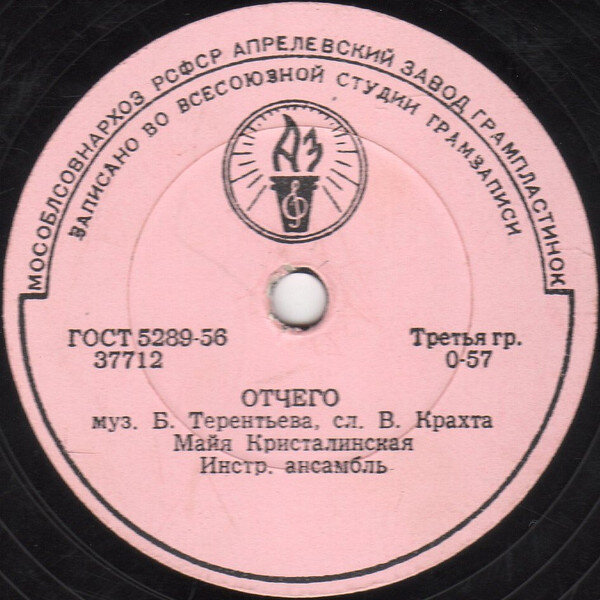 МОСОБЛСОВНАРХОЗ РСФСР АПРЕЛЕВСКИЙ ЗАВОД ГРАМПЛАСТИНОК
ЗАПИСАНО ВО ВСЕСОЮЗНОЙ СТУДИИ ГРАМЗАПИСИ
АЗ
ГОСТ 5289-56 Третья гр.
37712 0-57
ОТЧЕГО
муз. Б. Терентьева, сл. В. Крахта
Майя Кристалинская
Инстр. ансамбль